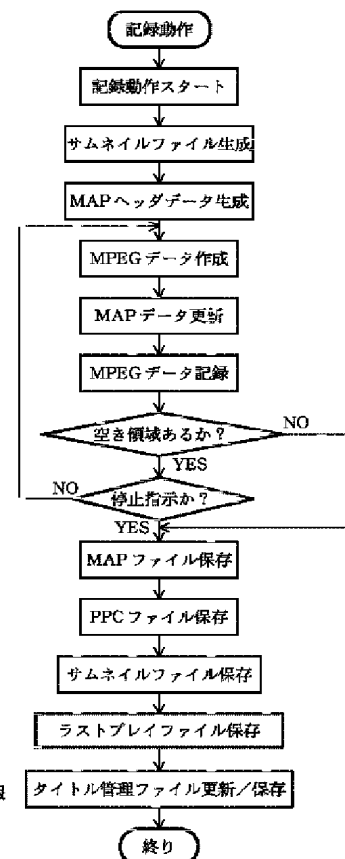 記録動作
記録動作スタート
サムネイルファイル生成
MAPヘッダデータ生成
MPEGデータ作成
MAPデータ更新
MPEGデータ記録
空き領域あるか？
NO
YES
停止指示か？
NO
YES
MAPファイル保存
PPCファイル保存
サムネイルファイル保存
ラストプレイファイル保存
タイトル管理ファイル更新／保存
終り